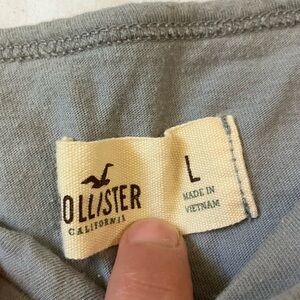 OLLISTER
CALIFORNIA
L
MADE IN
VIETNAM